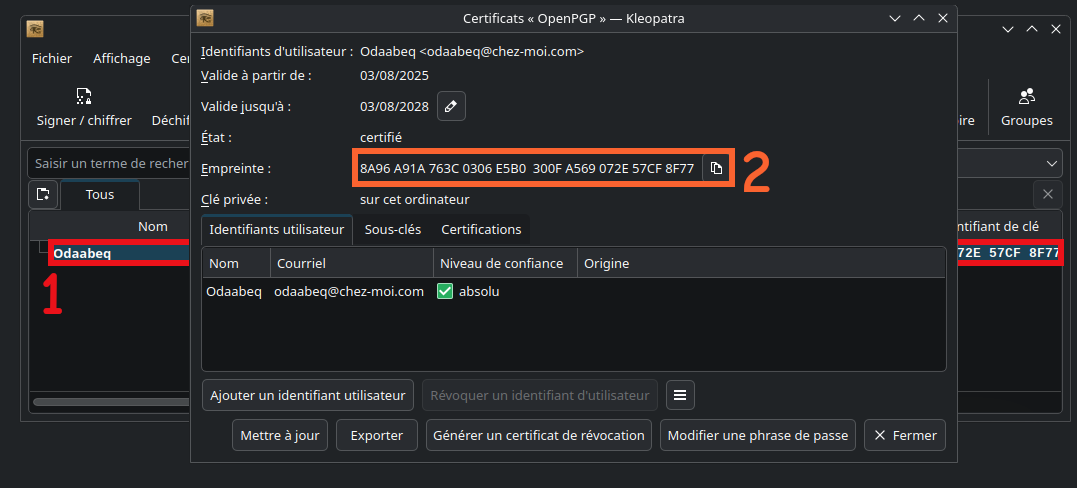 Certificats « OpenPGP » — Kleopatra
Fichier Affichage
Signer / chiffrer
Groupes
Saisir un terme de recher
Tous
Nom
ntifiant de clé
Odaabeq
72E 57CF 8F77
1
Identifiants d'utilisateur : Odaabeq <odaabeq@chez-moi.com>
Valide à partir de : 03/08/2025
Valide jusqu'à : 03/08/2028
État : certifié
Empreinte : 8A96 A91A 763C 0306 E5B0 300F A569 072E 57CF 8F77
2
Clé privée : sur cet ordinateur
Identifiants utilisateur Sous-clés Certifications
Nom Courriel Niveau de confiance Origine
Odaabeq odaabeq@chez-moi.com absolu
Ajouter un identifiant utilisateur Révoquer un identifiant d'utilisateur
Mettre à jour Exporter Générer un certificat de révocation Modifier une phrase de passe Fermer